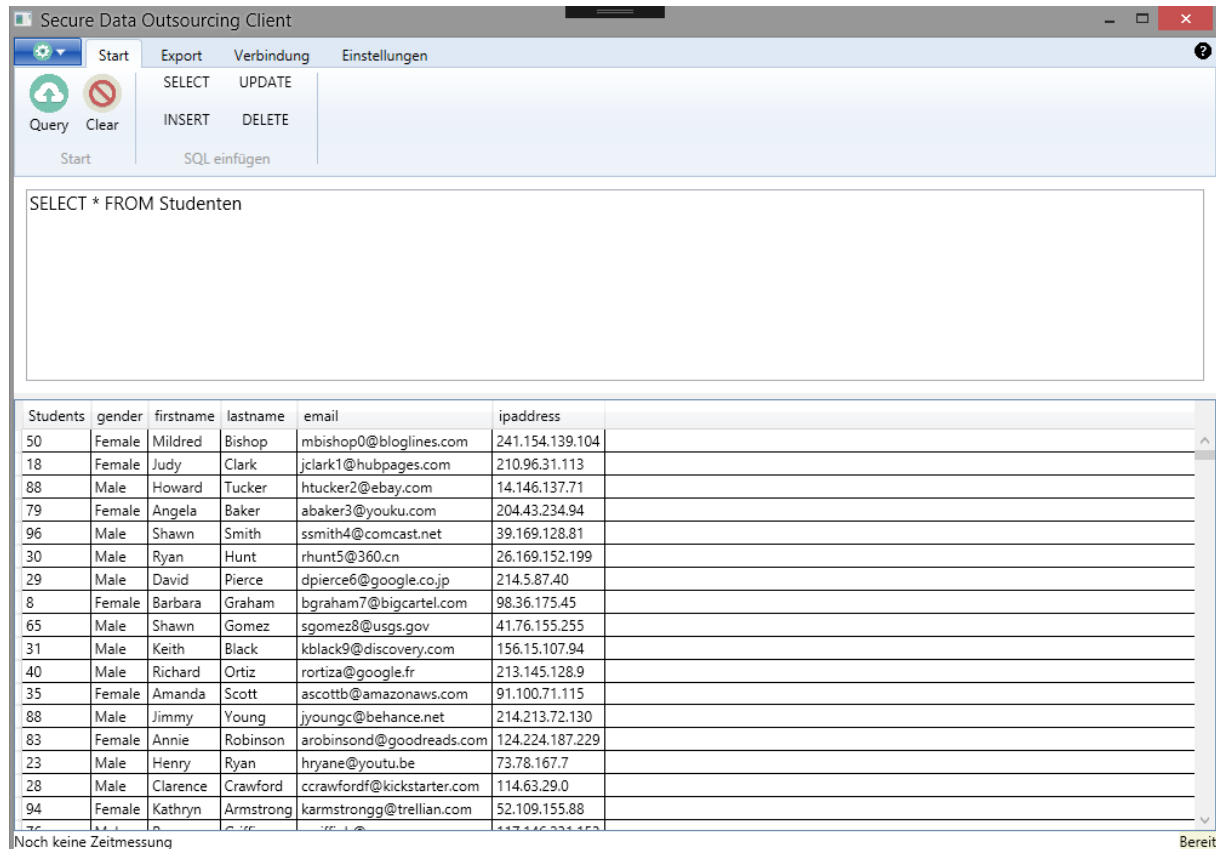 Secure Data Outsourcing Client
Start Export Verbindung Einstellungen
SELECT UPDATE
Query Clear INSERT DELETE
Start SQL einfügen
SELECT * FROM Studenten
Students gender firstname lastname email ipaddress
50 Female Mildred Bishop mbishop0@bloglines.com 241.154.139.104
18 Female Judy Clark jclark1@hubpages.com 210.96.31.113
88 Male Howard Tucker htucker2@ebay.com 14.146.137.71
79 Female Angela Baker abaker3@youku.com 204.43.234.94
96 Male Shawn Smith ssmith4@comcast.net 39.169.128.81
30 Male Ryan Hunt rhunt5@360.cn 26.169.152.199
29 Male David Pierce dpierce6@google.co.jp 214.5.87.40
8 Female Barbara Graham bgraham7@bigcartel.com 98.36.175.45
65 Male Shawn Gomez sgomez8@usgs.gov 41.76.155.255
31 Male Keith Black kblack9@discovery.com 156.15.107.94
40 Male Richard Ortiz rortiza@google.fr 213.145.128.9
35 Female Amanda Scott ascottb@amazonaws.com 91.100.71.115
88 Male Jimmy Young jyoungc@behance.net 214.213.72.130
83 Female Annie Robinson arobinsond@goodreads.com 124.224.187.229
23 Male Henry Ryan hryane@youtu.be 73.78.167.7
28 Male Clarence Crawford ccrawfordf@kickstarter.com 114.63.29.0
94 Female Kathryn Armstrong karmstrongg@trellian.com 52.109.155.88
Noch keine Zeitmessung Bereit